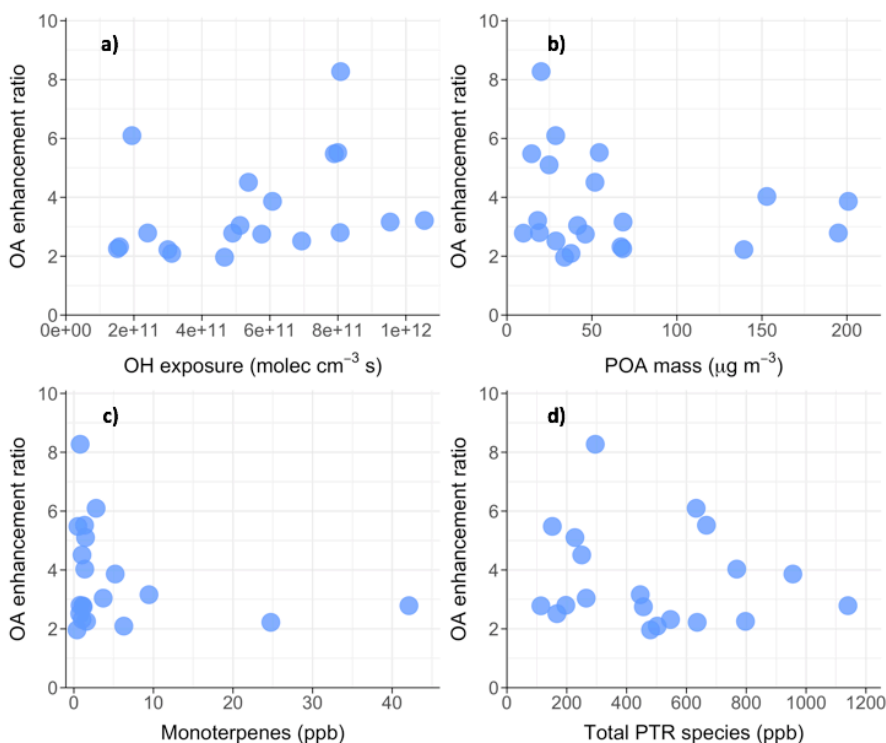 a)
b)
10
8
6
4
2
0
OA enhancement ratio
0e+00 2e+11 4e+11 6e+11 8e+11 1e+12
OH exposure (molec cm⁻³ s)
10
8
6
4
2
0
OA enhancement ratio
0 50 100 150 200
POA mass (μg m⁻³)
c)
d)
10
8
6
4
2
0
OA enhancement ratio
0 10 20 30 40
Monoterpenes (ppb)
10
8
6
4
2
0
OA enhancement ratio
0 200 400 600 800 1000 1200
Total PTR species (ppb)